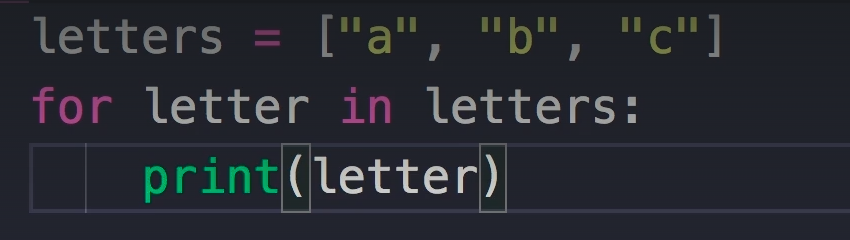 letters = ["a", "b", "c"]
for letter in letters:
    print(letter)